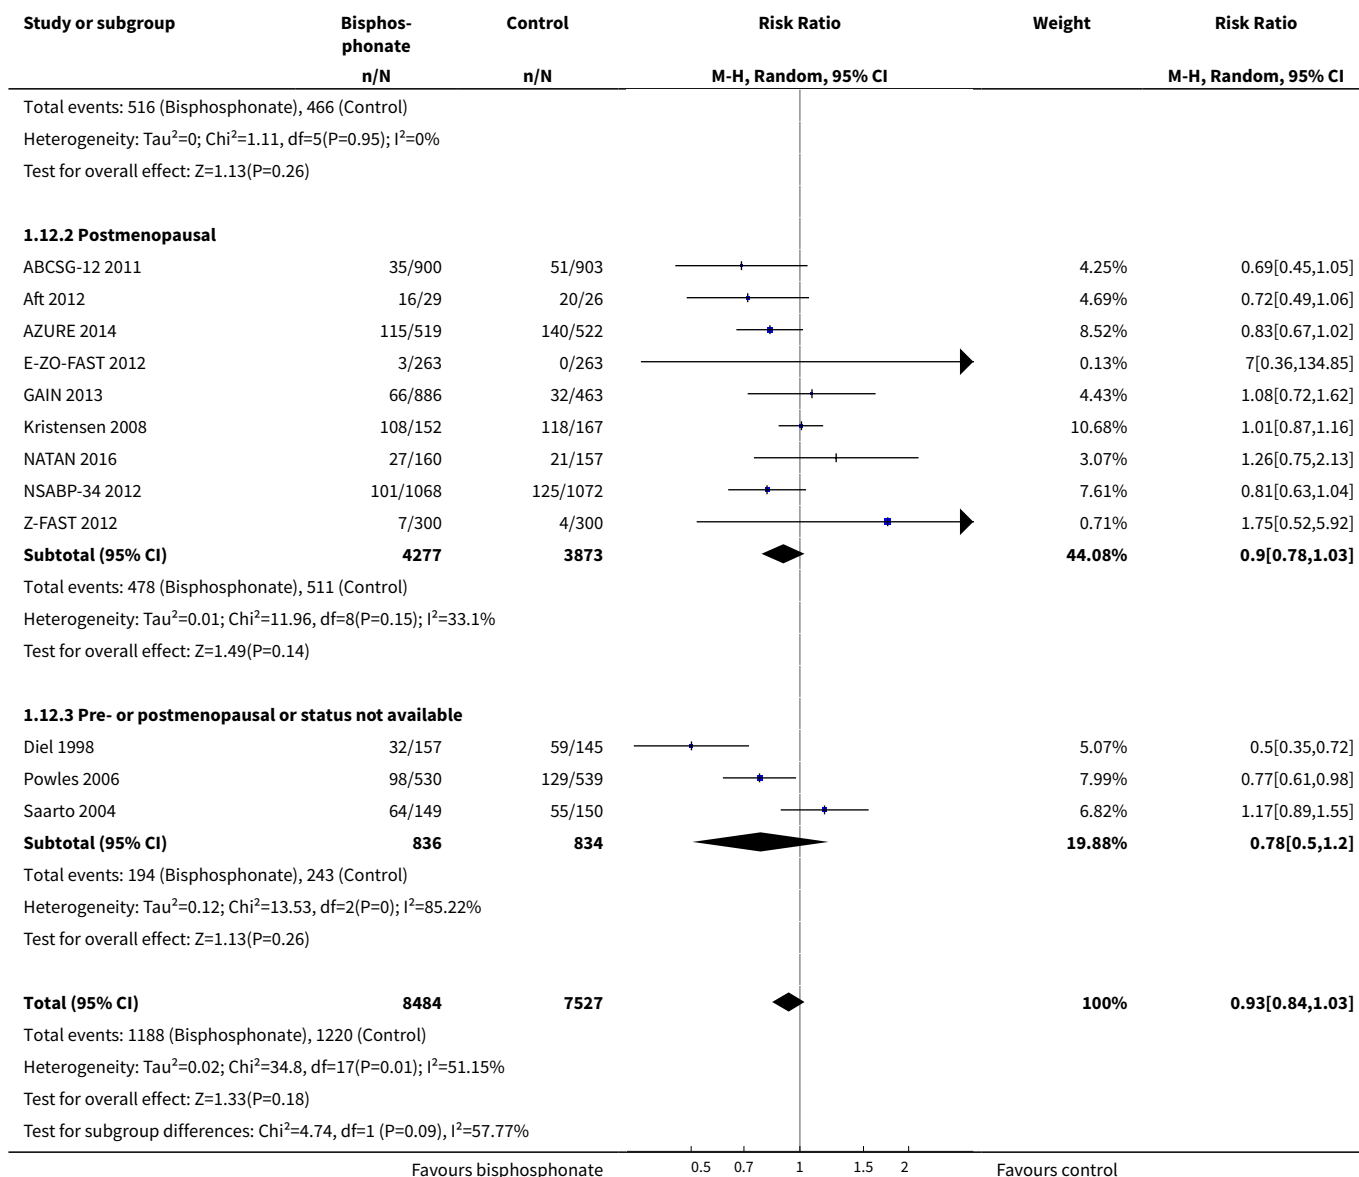 Study or subgroup Bisphos- Control Risk Ratio Weight Risk Ratio
phonate
n/N n/N M-H, Random, 95% CI M-H, Random, 95% CI
Total events: 516 (Bisphosphonate), 466 (Control)
Heterogeneity: Tau²=0; Chi²=1.11, df=5(P=0.95); I²=0%
Test for overall effect: Z=1.13(P=0.26)
1.12.2 Postmenopausal
ABCSG-12 2011 35/900 51/903 4.25% 0.69[0.45,1.05]
Aft 2012 16/29 20/26 4.69% 0.72[0.49,1.06]
AZURE 2014 115/519 140/522 8.52% 0.83[0.67,1.02]
E-ZO-FAST 2012 3/263 0/263 0.13% 7[0.36,134.85]
GAIN 2013 66/886 32/463 4.43% 1.08[0.72,1.62]
Kristensen 2008 108/152 118/167 10.68% 1.01[0.87,1.16]
NATAN 2016 27/160 21/157 3.07% 1.26[0.75,2.13]
NSABP-34 2012 101/1068 125/1072 7.61% 0.81[0.63,1.04]
Z-FAST 2012 7/300 4/300 0.71% 1.75[0.52,5.92]
Subtotal (95% CI) 4277 3873 44.08% 0.9[0.78,1.03]
Total events: 478 (Bisphosphonate), 511 (Control)
Heterogeneity: Tau²=0.01; Chi²=11.96, df=8(P=0.15); I²=33.1%
Test for overall effect: Z=1.49(P=0.14)
1.12.3 Pre- or postmenopausal or status not available
Diel 1998 32/157 59/145 5.07% 0.5[0.35,0.72]
Powles 2006 98/530 129/539 7.99% 0.77[0.61,0.98]
Saarto 2004 64/149 55/150 6.82% 1.17[0.89,1.55]
Subtotal (95% CI) 836 834 19.88% 0.78[0.5,1.2]
Total events: 194 (Bisphosphonate), 243 (Control)
Heterogeneity: Tau²=0.12; Chi²=13.53, df=2(P=0); I²=85.22%
Test for overall effect: Z=1.13(P=0.26)
Total (95% CI) 8484 7527 100% 0.93[0.84,1.03]
Total events: 1188 (Bisphosphonate), 1220 (Control)
Heterogeneity: Tau²=0.02; Chi²=34.8, df=17(P=0.01); I²=51.15%
Test for overall effect: Z=1.33(P=0.18)
Test for subgroup differences: Chi²=4.74, df=1 (P=0.09), I²=57.77%
Favours bisphosphonate 0.5 0.7 1 1.5 2 Favours control